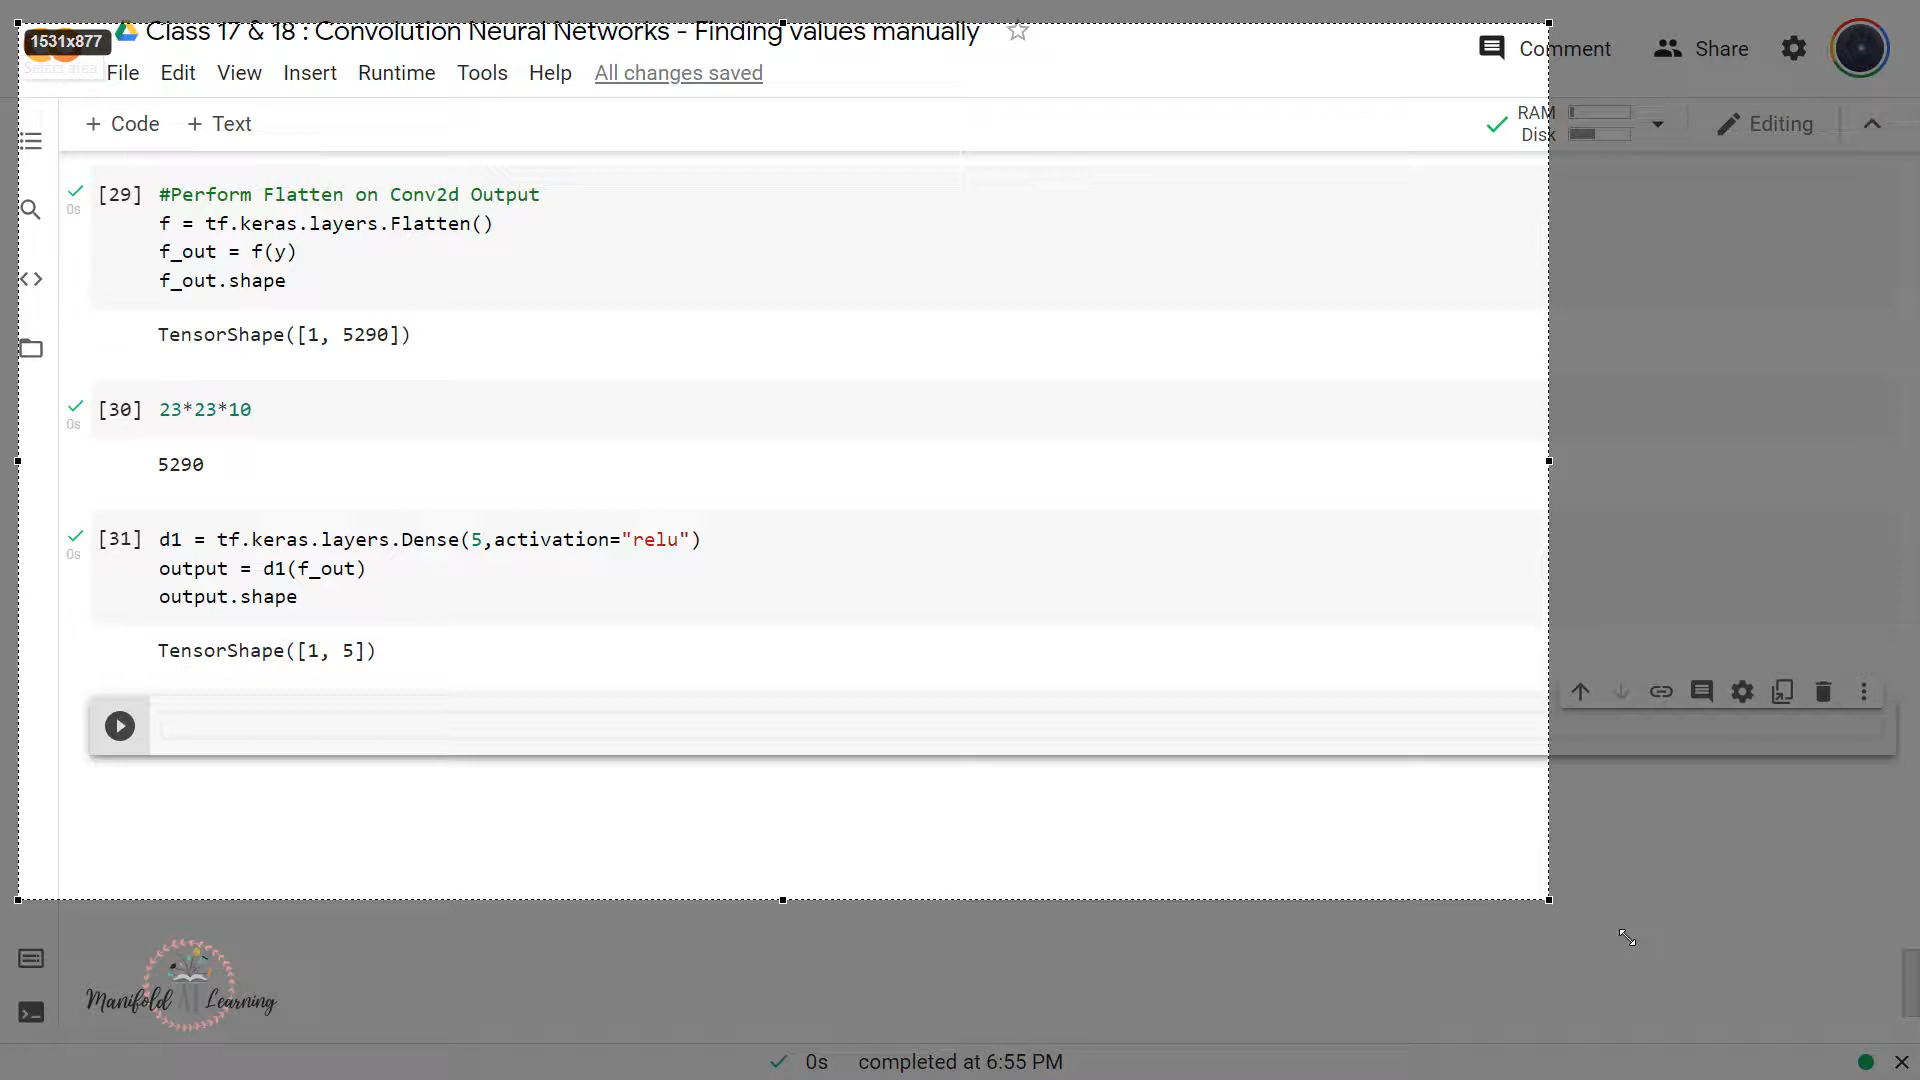 Class 17 & 18 : Convolution Neural Networks - Finding values manually
1531x877
Select area
File Edit View Insert Runtime Tools Help All changes saved
Comment Share
+ Code + Text
RAM
Disk
Editing
[29] #Perform Flatten on Conv2d Output
0s
f = tf.keras.layers.Flatten()
f_out = f(y)
f_out.shape
TensorShape([1, 5290])
[30] 23*23*10
0s
5290
[31] d1 = tf.keras.layers.Dense(5,activation="relu")
0s
output = d1(f_out)
output.shape
TensorShape([1, 5])
Manifold AI Learning
0s completed at 6:55 PM